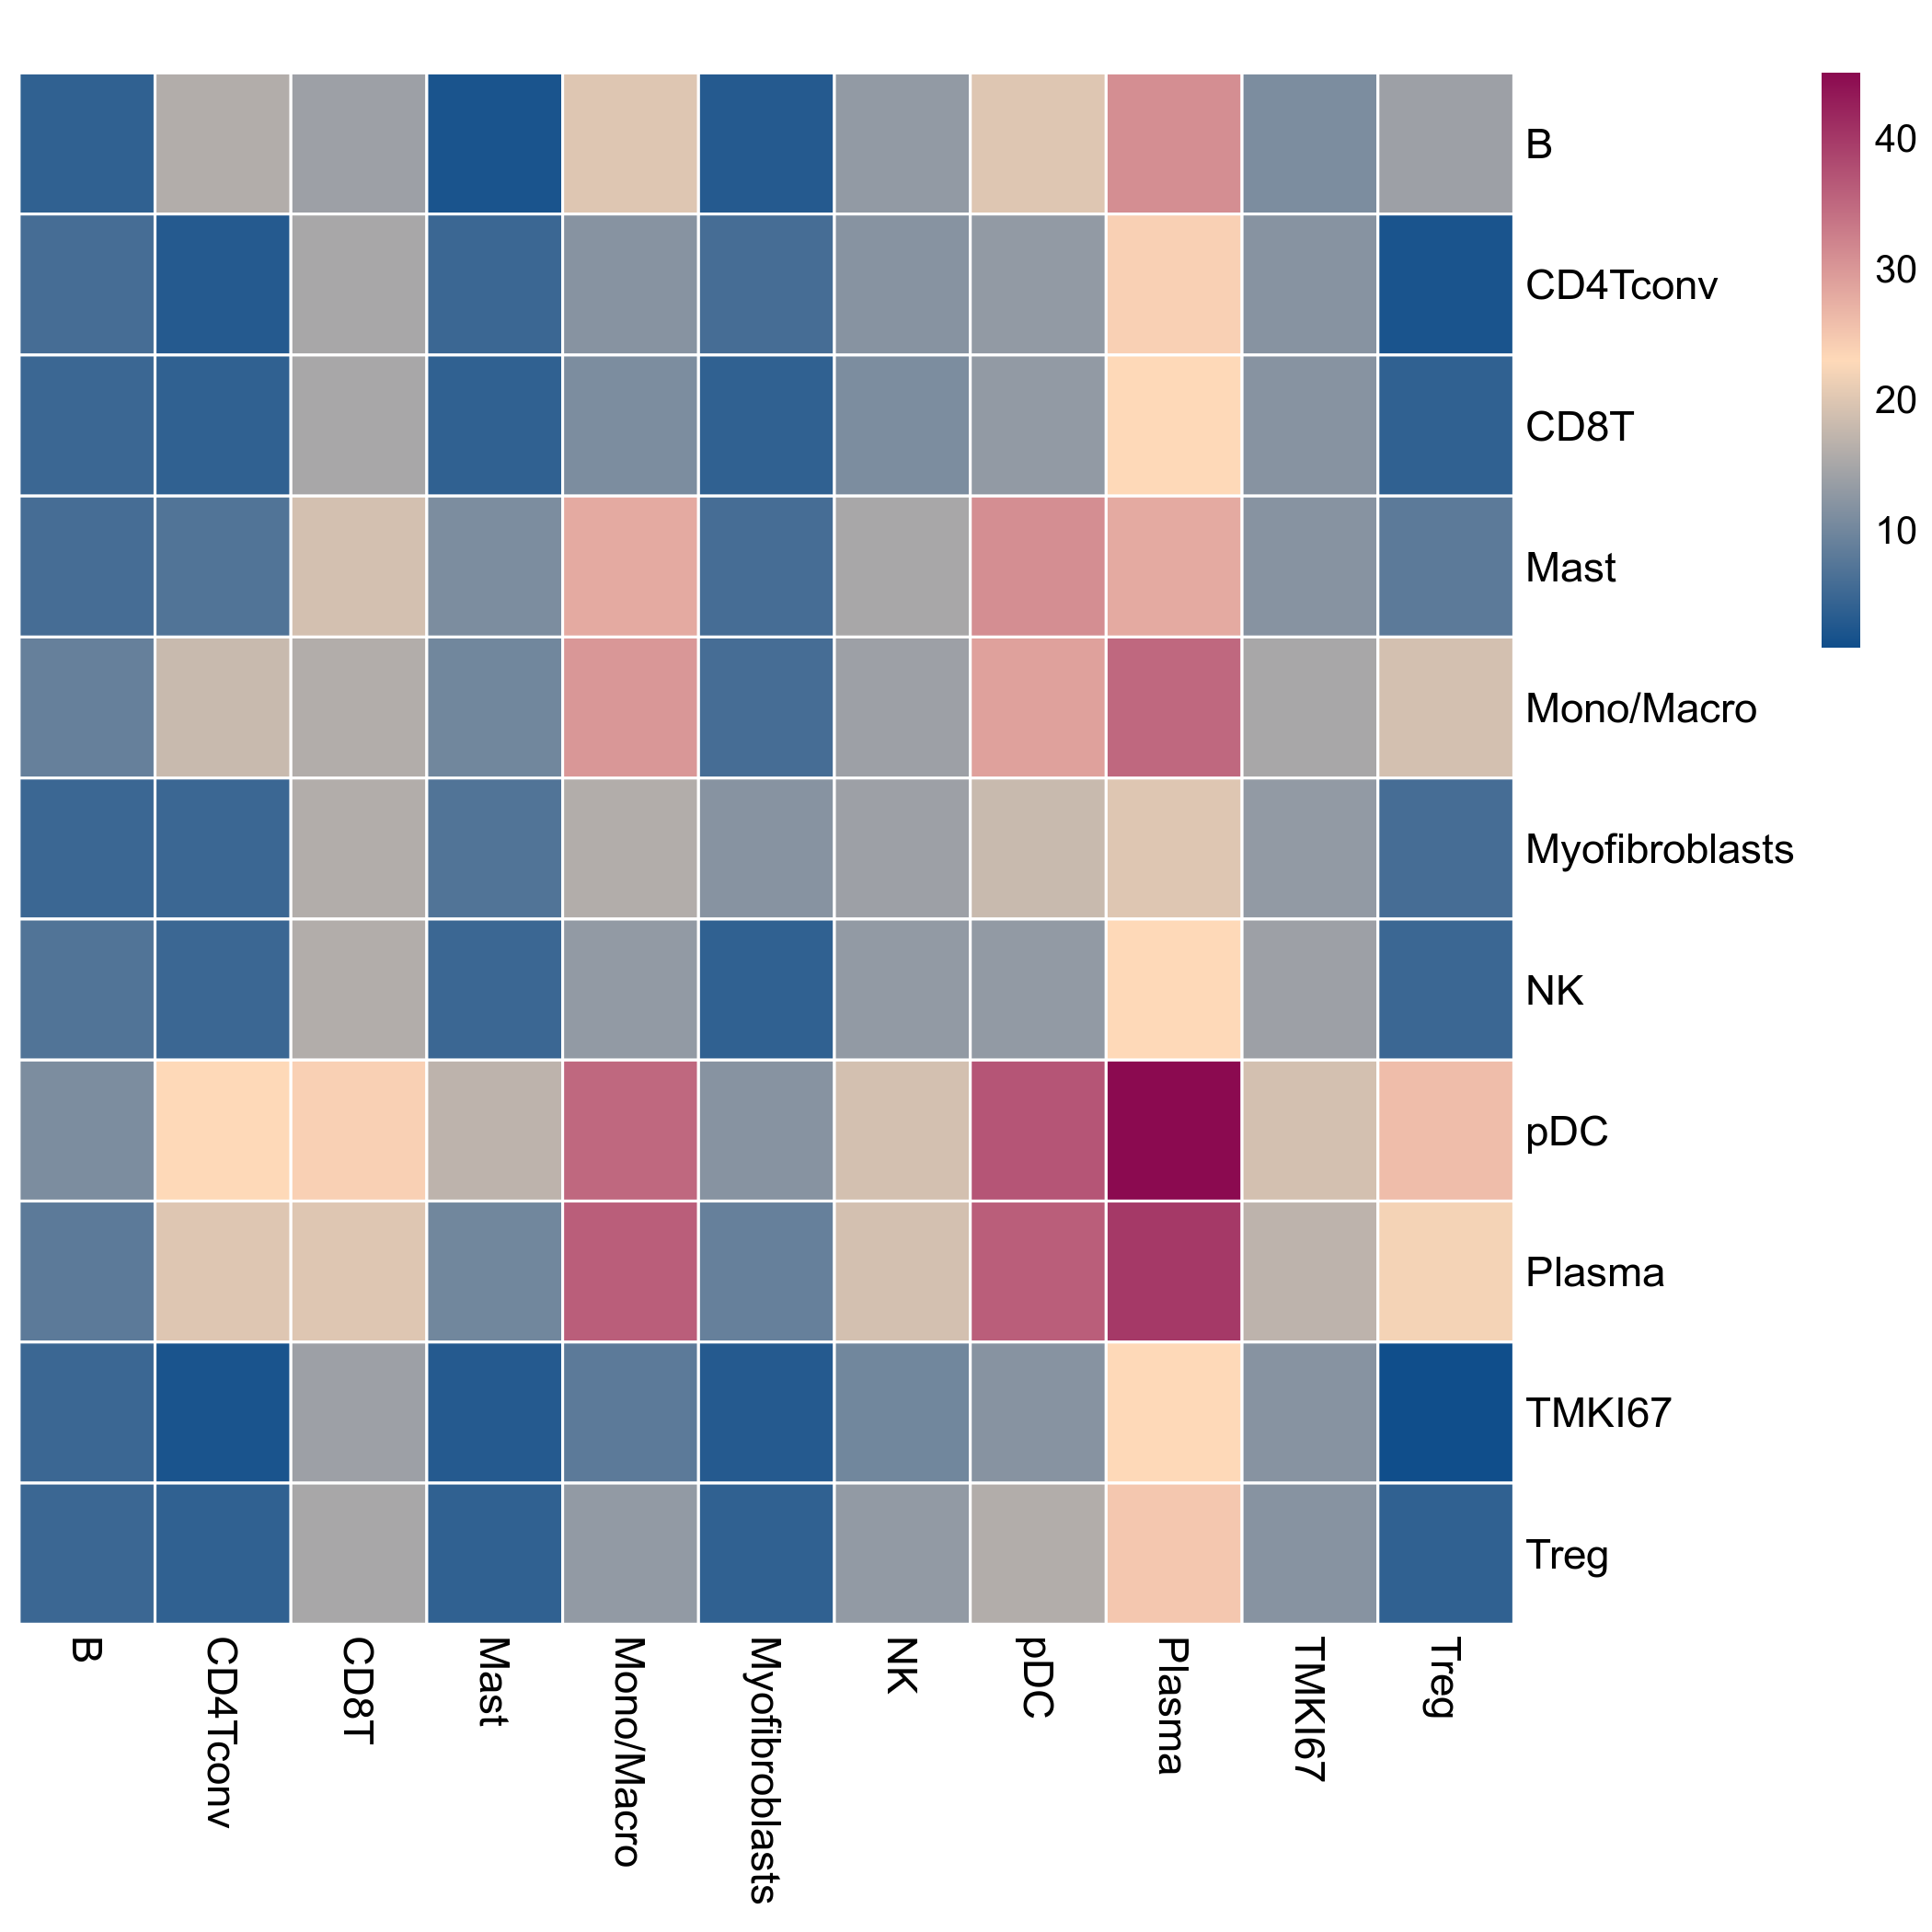 B
CD4Tconv
CD8T
Mast
Mono/Macro
Myofibroblasts
NK
pDC
Plasma
TMKI67
Treg
40
30
20
10
B
CD4Tconv
CD8T
Mast
Mono/Macro
Myofibroblasts
NK
pDC
Plasma
TMKI67
Treg